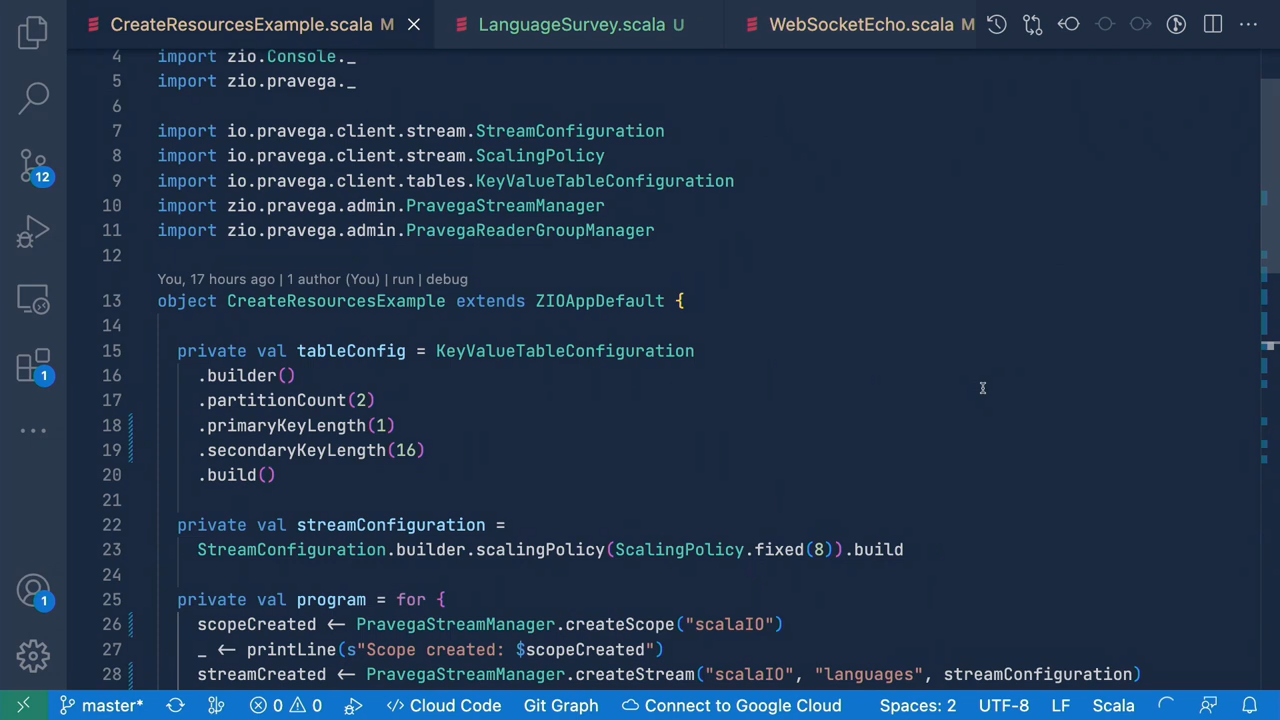 CreateResourcesExample.scala M
LanguageSurvey.scala U
WebSocketEcho.scala M
4 import zio.Console._
5 import zio.pravega._
6
7 import io.pravega.client.stream.StreamConfiguration
8 import io.pravega.client.stream.ScalingPolicy
9 import io.pravega.client.tables.KeyValueTableConfiguration
10 import zio.pravega.admin.PravegaStreamManager
11 import zio.pravega.admin.PravegaReaderGroupManager
12
You, 17 hours ago | 1 author (You) | run | debug
13 object CreateResourcesExample extends ZIOAppDefault {
14
15 private val tableConfig = KeyValueTableConfiguration
16 .builder()
17 .partitionCount(2)
18 .primaryKeyLength(1)
19 .secondaryKeyLength(16)
20 .build()
21
22 private val streamConfiguration =
23 StreamConfiguration.builder.scalingPolicy(ScalingPolicy.fixed(8)).build
24
25 private val program = for {
26 scopeCreated <- PravegaStreamManager.createScope("scalaIO")
27 _ <- printLine(s"Scope created: $scopeCreated")
28 streamCreated <- PravegaStreamManager.createStream("scalaIO", "languages", streamConfiguration)
12
1
1
master* 0 0 Cloud Code Git Graph Connect to Google Cloud Spaces: 2 UTF-8 LF Scala